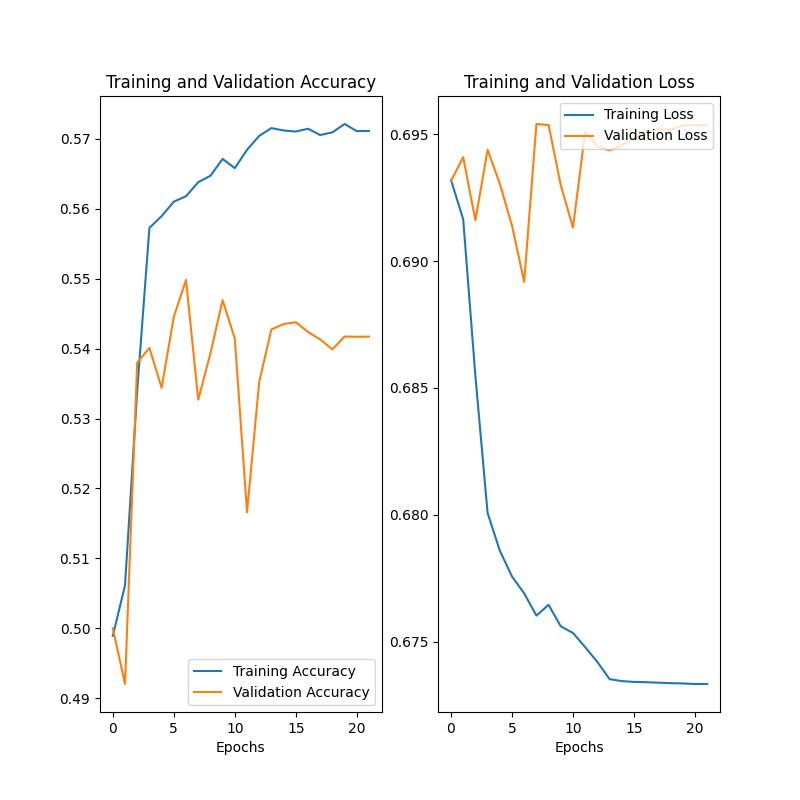 Training and Validation Accuracy
0.57
0.56
0.55
0.54
0.53
0.52
0.51
0.50
0.49
Training Accuracy
Validation Accuracy
0 5 10 15 20
Epochs
Training and Validation Loss
Training Loss
Validation Loss
0.695
0.690
0.685
0.680
0.675
0 5 10 15 20
Epochs